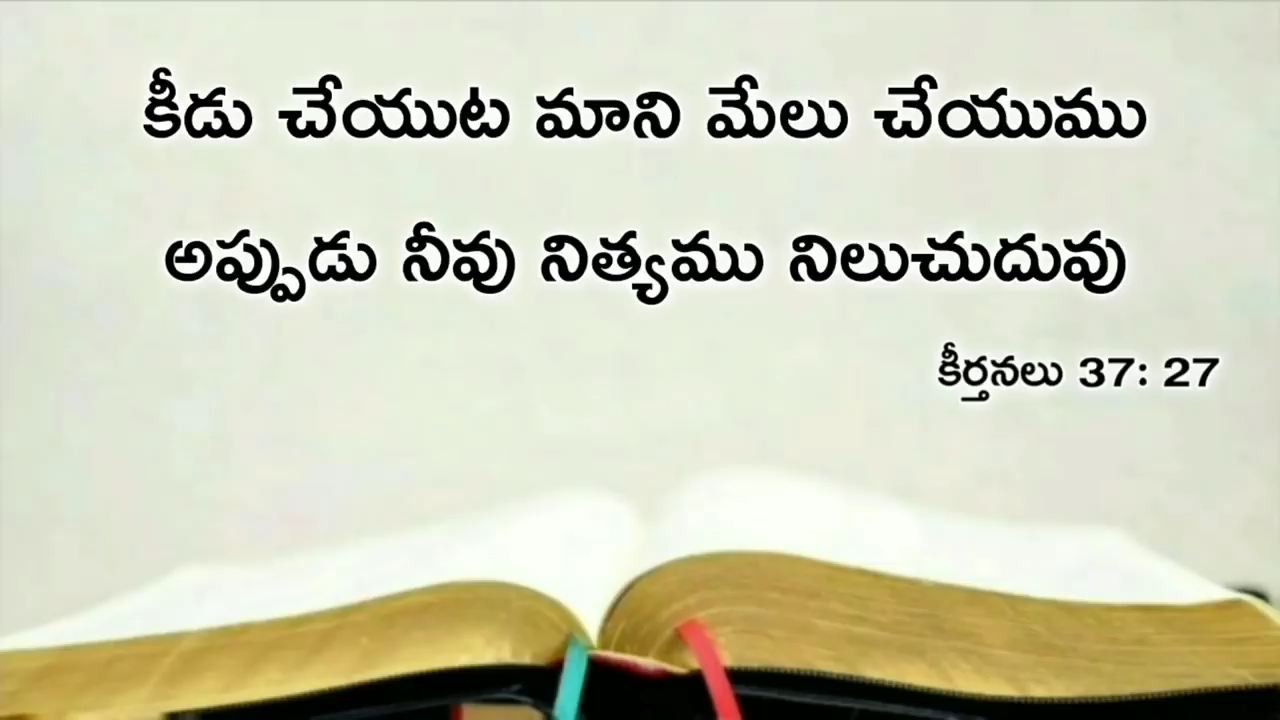 కీడు చేయుట మాని మేలు చేయుము
అప్పుడు నీవు నిత్యము నిలుచుదువు
కీర్తనలు 37: 27